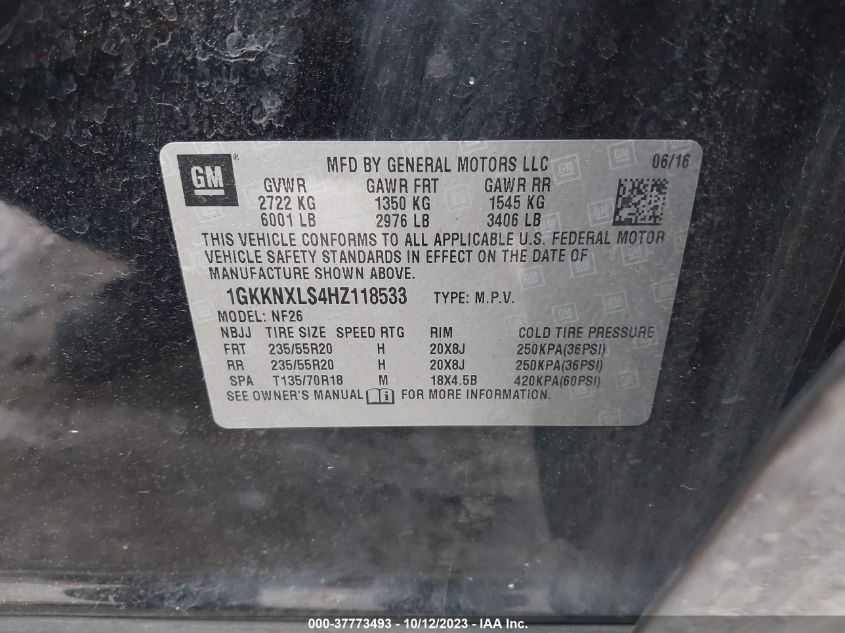 GM® MFD BY GENERAL MOTORS LLC 06/16
GVWR GAWR FRT GAWR RR
2722 KG 1350 KG 1545 KG
6001 LB 2976 LB 3406 LB
THIS VEHICLE CONFORMS TO ALL APPLICABLE U.S. FEDERAL MOTOR
VEHICLE SAFETY STANDARDS IN EFFECT ON THE DATE OF
MANUFACTURE SHOWN ABOVE.
1GKKNXLS4HZ118533 TYPE: M.P.V.
MODEL: NF26
NBJJ TIRE SIZE SPEED RTG RIM COLD TIRE PRESSURE
FRT 235/55R20 H 20X8J 250KPA(36PSI)
RR 235/55R20 H 20X8J 250KPA(36PSI)
SPA T135/70R18 M 18X4.5B 420KPA(60PSI)
SEE OWNER'S MANUAL FOR MORE INFORMATION.
000-37773493 - 10/12/2023 - IAA Inc.